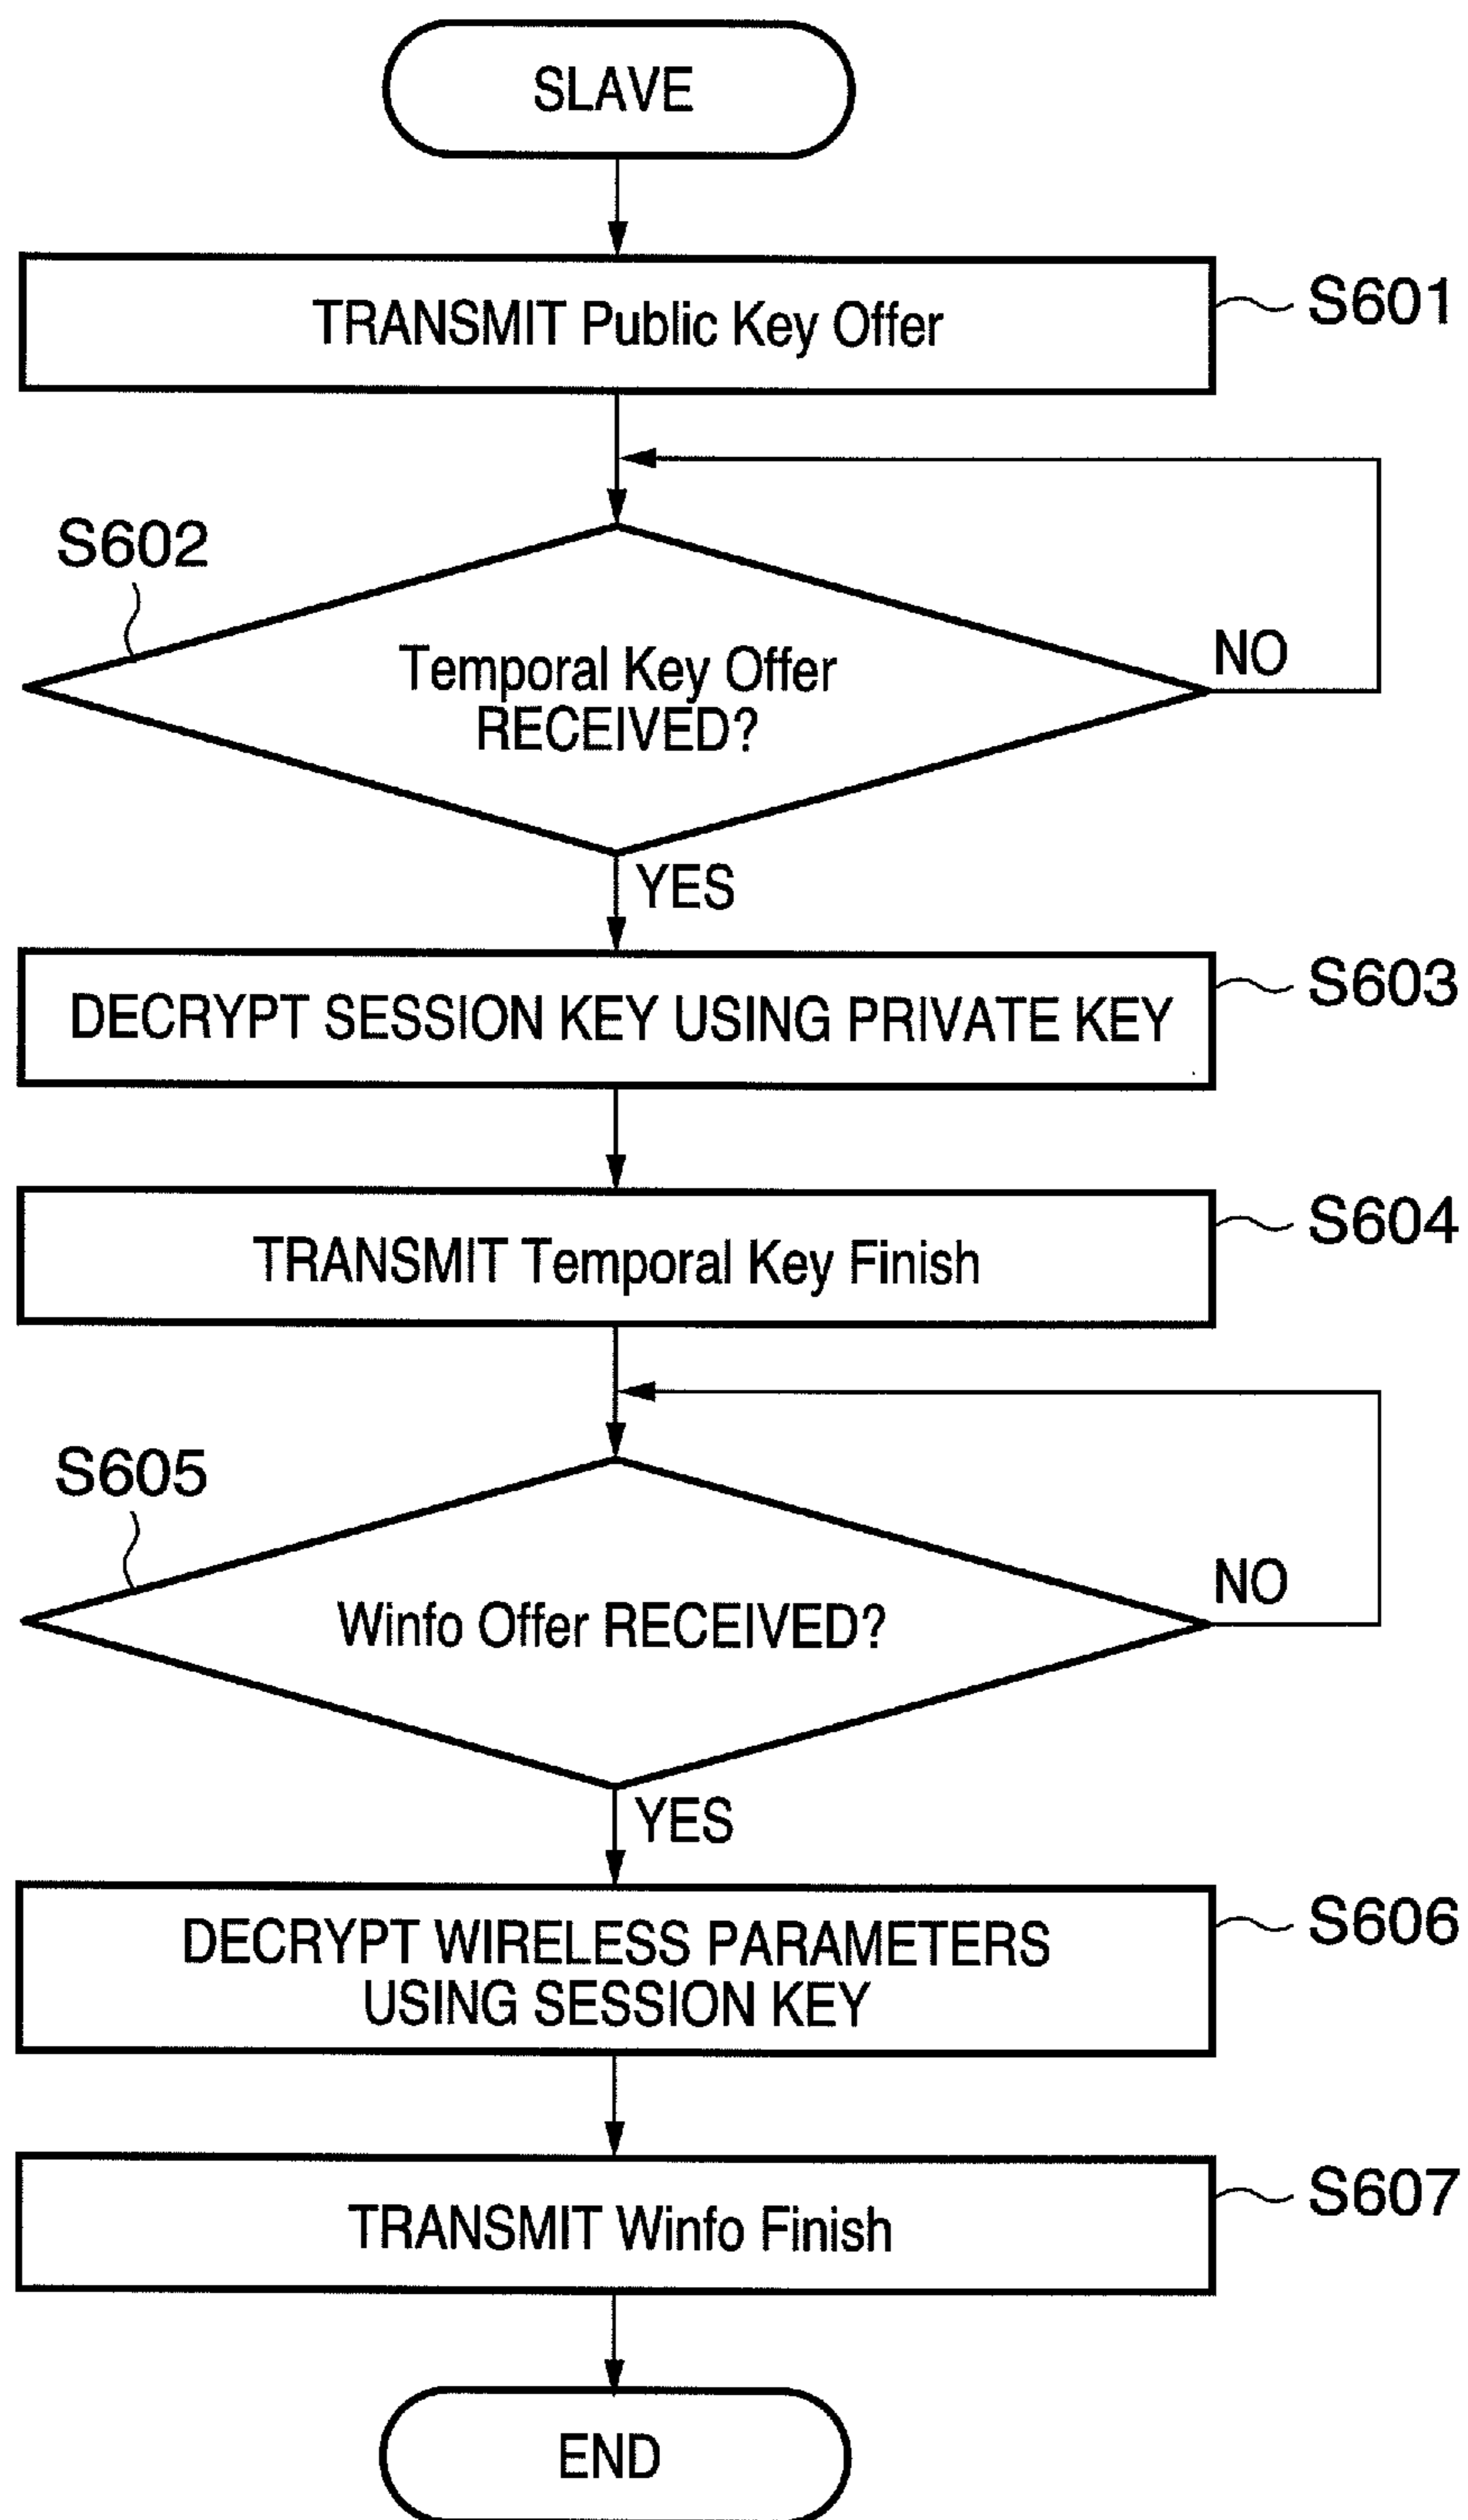 SLAVE
TRANSMIT Public Key Offer
S601
S602
Temporal Key Offer
RECEIVED?
NO
YES
DECRYPT SESSION KEY USING PRIVATE KEY
S603
TRANSMIT Temporal Key Finish
S604
S605
Winfo Offer RECEIVED?
NO
YES
DECRYPT WIRELESS PARAMETERS
USING SESSION KEY
S606
TRANSMIT Winfo Finish
S607
END